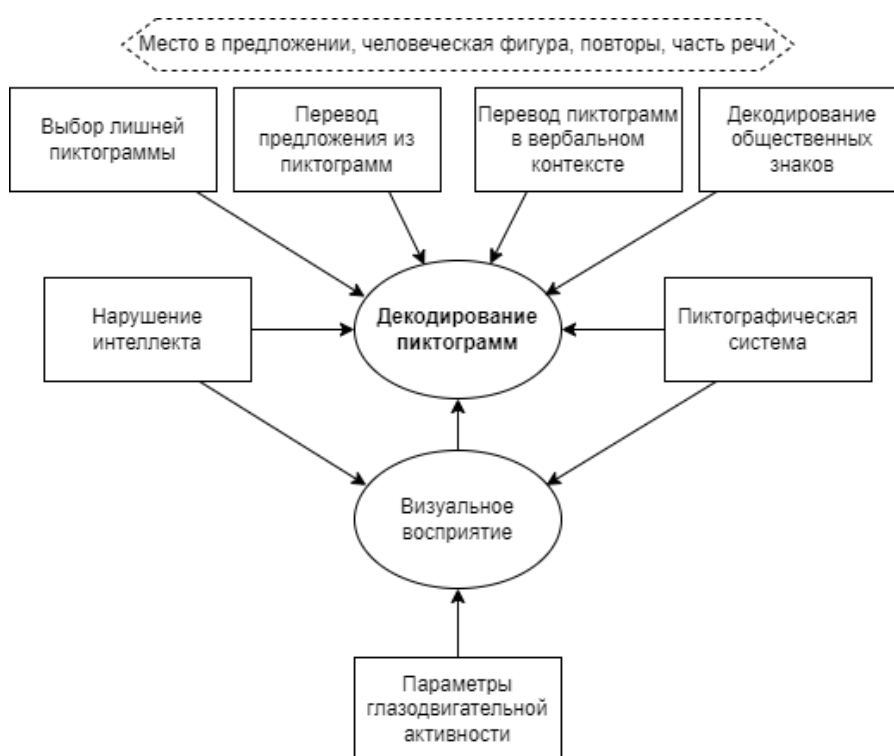 Место в предложении, человеческая фигура, повторы, часть речи
Выбор лишней
пиктограммы
Перевод
предложения из
пиктограмм
Перевод пиктограмм
в вербальном
контексте
Декодирование
общественных
знаков
Нарушение
интеллекта
Декодирование
пиктограмм
Пиктографическая
система
Визуальное
восприятие
Параметры
глазодвигательной
активности